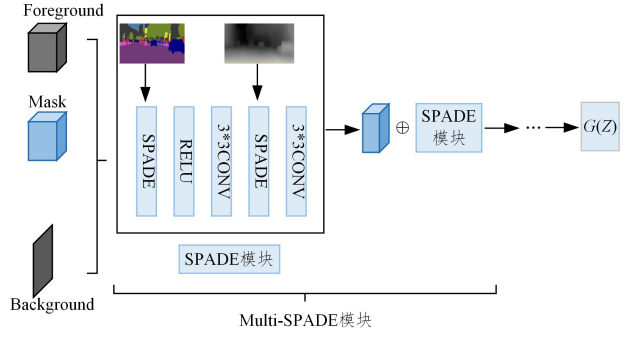 Foreground
Mask
Background
SPADE
RELU
3*3CONV
SPADE
3*3CONV
SPADE模块
⊕
SPADE
模块
...
G(Z)
Multi-SPADE模块